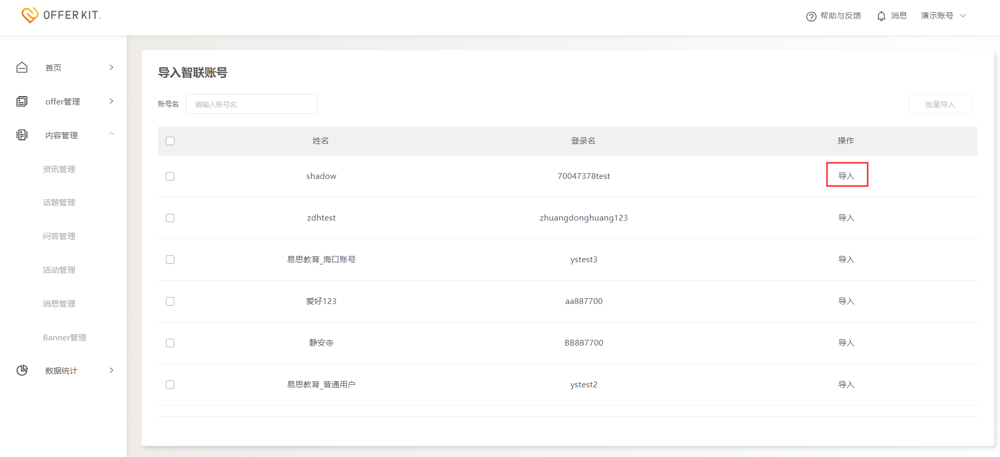 OFFER KIT.
帮助与反馈
消息
演示账号
首页
offer管理
内容管理
资讯管理
话题管理
问答管理
活动管理
消息管理
Banner管理
数据统计
导入智联账号
账号名 请输入账号名 批量导入
姓名 登录名 操作
shadow 70047378test 导入
zdhtest zhuangdonghuang123 导入
易思教育_海口账号 ystest3 导入
爱好123 aa887700 导入
静安寺 BB887700 导入
易思教育_普通用户 ystest2 导入